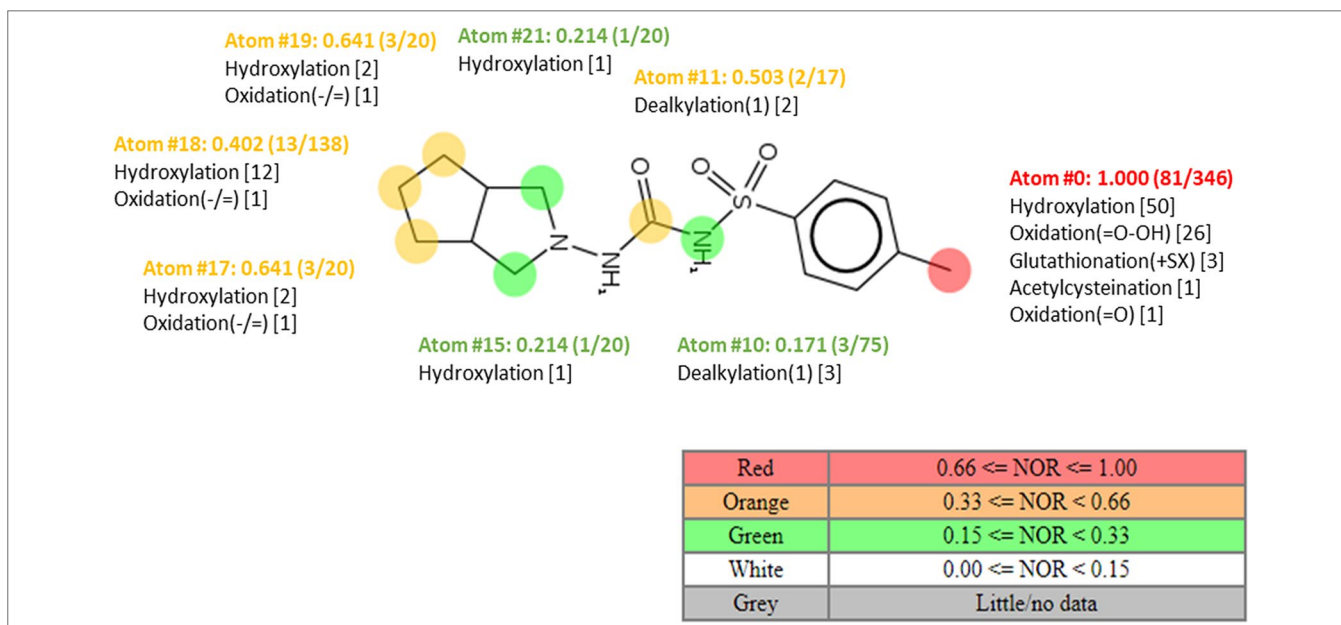 Atom #19: 0.641 (3/20)
Hydroxylation [2]
Oxidation(-/=) [1]
Atom #21: 0.214 (1/20)
Hydroxylation [1]
Atom #11: 0.503 (2/17)
Dealkylation(1) [2]
Atom #18: 0.402 (13/138)
Hydroxylation [12]
Oxidation(-/=) [1]
Atom #17: 0.641 (3/20)
Hydroxylation [2]
Oxidation(-/=) [1]
O
O
O
S
N
NH
NH
Atom #0: 1.000 (81/346)
Hydroxylation [50]
Oxidation(=O-OH) [26]
Glutathionation(+SX) [3]
Acetylcysteination [1]
Oxidation(=O) [1]
Atom #15: 0.214 (1/20)
Hydroxylation [1]
Atom #10: 0.171 (3/75)
Dealkylation(1) [3]
Red 0.66 <= NOR <= 1.00
Orange 0.33 <= NOR < 0.66
Green 0.15 <= NOR < 0.33
White 0.00 <= NOR < 0.15
Grey Little/no data